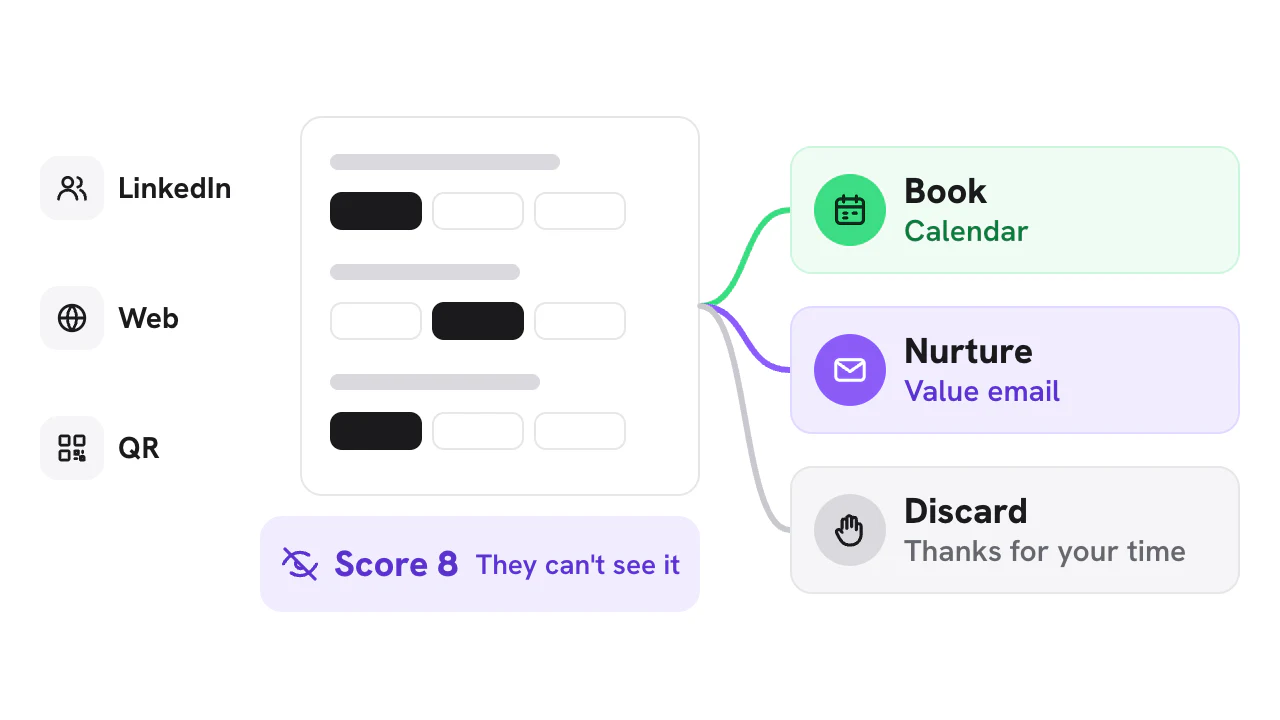 LinkedIn
Web
QR
Score 8 They can't see it
Book
Calendar
Nurture
Value email
Discard
Thanks for your time